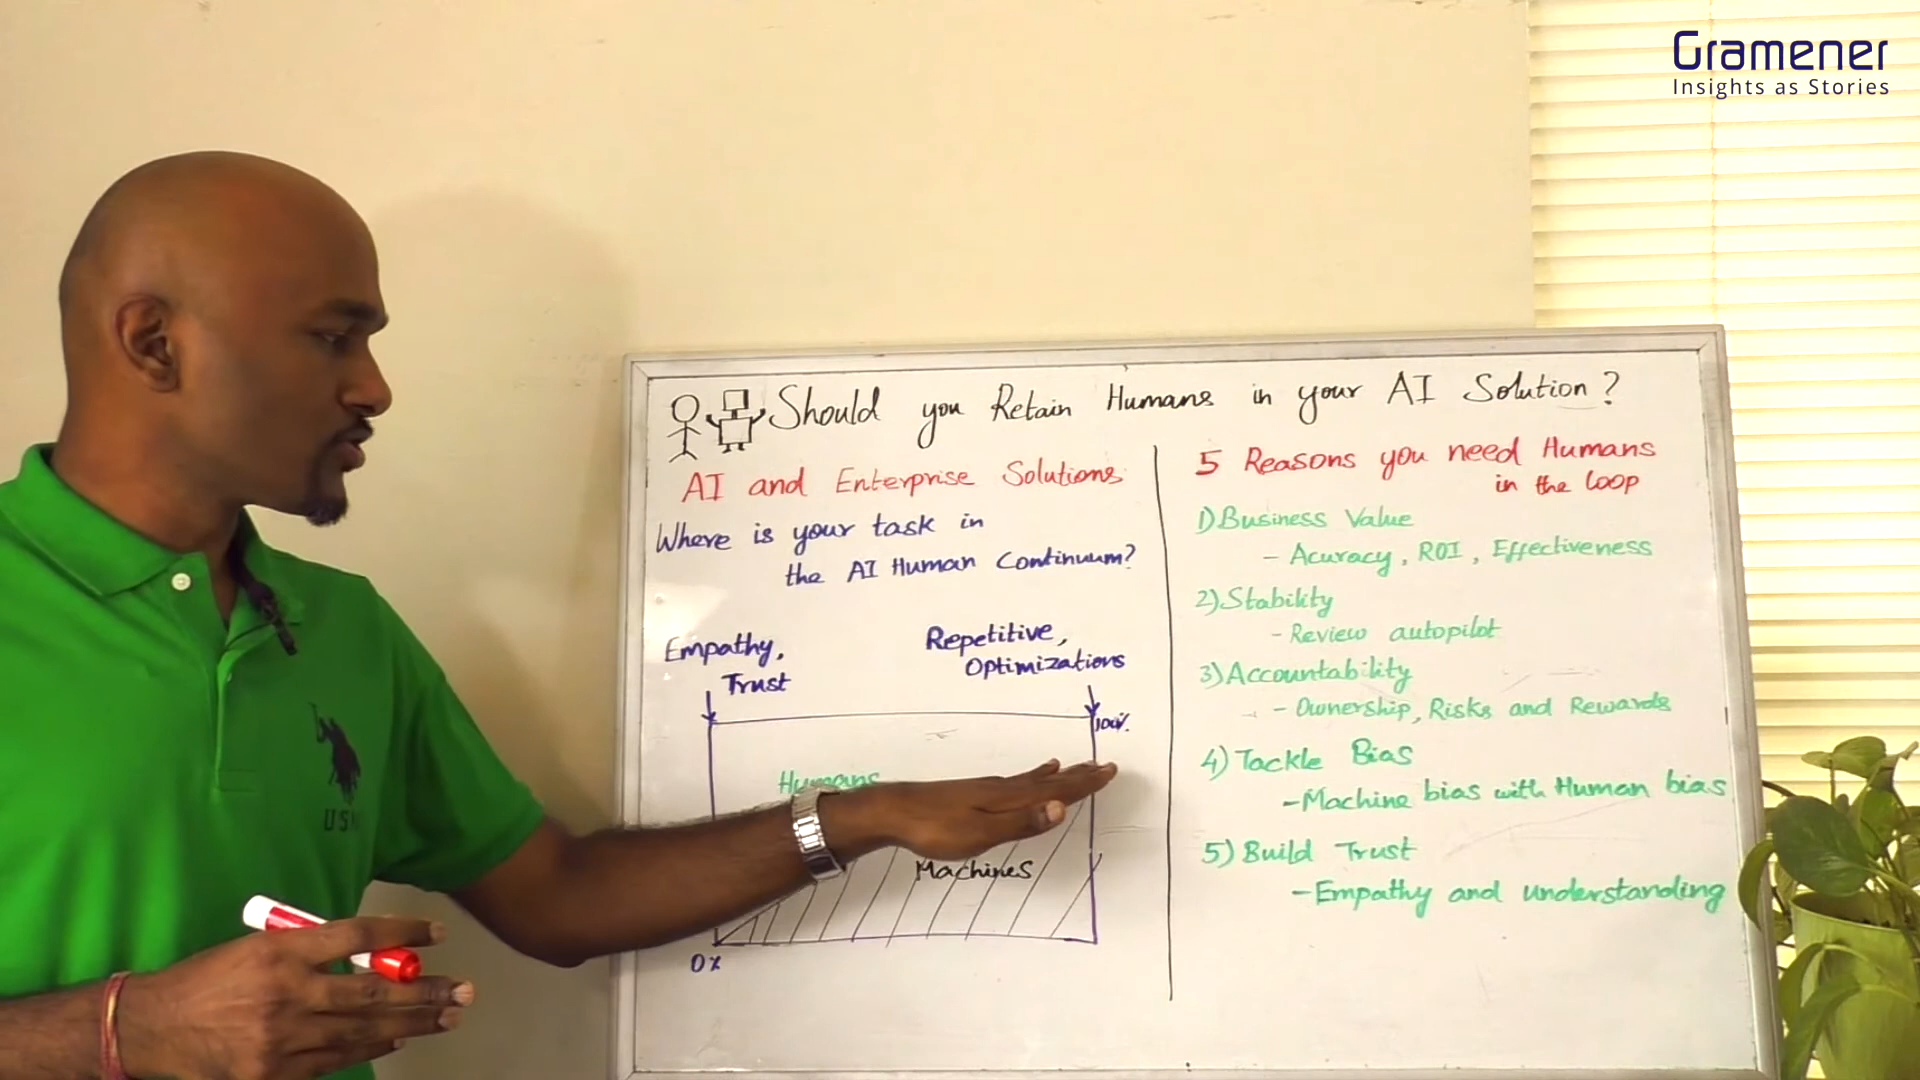 Gramener
Insights as Stories
Should you Retain Humans in your AI Solution?
AI and Enterprise Solutions
Where is your task in
the AI Human Continuum?
Empathy,
Trust
Repetitive,
Optimizations
100%
Humans
Machines
0%
5 Reasons you need Humans
in the loop
1) Business Value
- Acuracy, ROI, Effectiveness
2) Stability
- Review autopilot
3) Accountability
- Ownership, Risks and Rewards
4) Tackle Bias
- Machine bias with Human bias
5) Build Trust
- Empathy and understanding